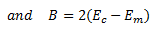 and B = 2(E_c − E_m)